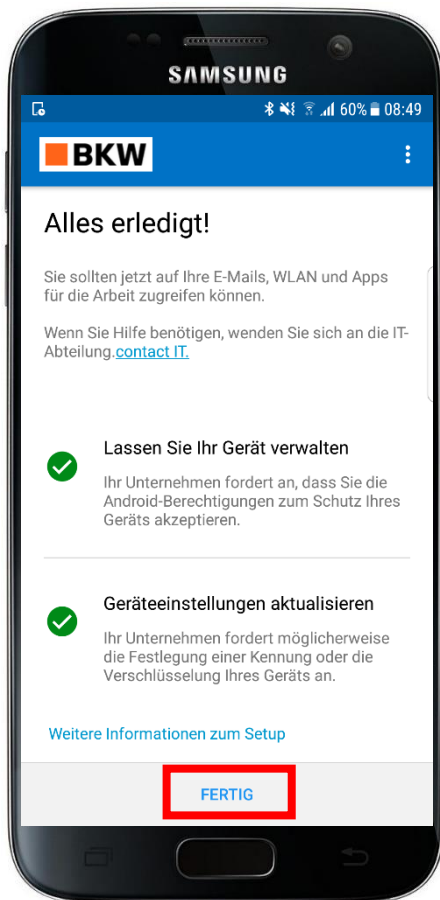 SAMSUNG
60% 08:49
BKW
Alles erledigt!
Sie sollten jetzt auf Ihre E-Mails, WLAN und Apps
für die Arbeit zugreifen können.
Wenn Sie Hilfe benötigen, wenden Sie sich an die IT-
Abteilung.contact IT.
Lassen Sie Ihr Gerät verwalten
Ihr Unternehmen fordert an, dass Sie die
Android-Berechtigungen zum Schutz Ihres
Geräts akzeptieren.
Geräteeinstellungen aktualisieren
Ihr Unternehmen fordert möglicherweise
die Festlegung einer Kennung oder die
Verschlüsselung Ihres Geräts an.
Weitere Informationen zum Setup
FERTIG